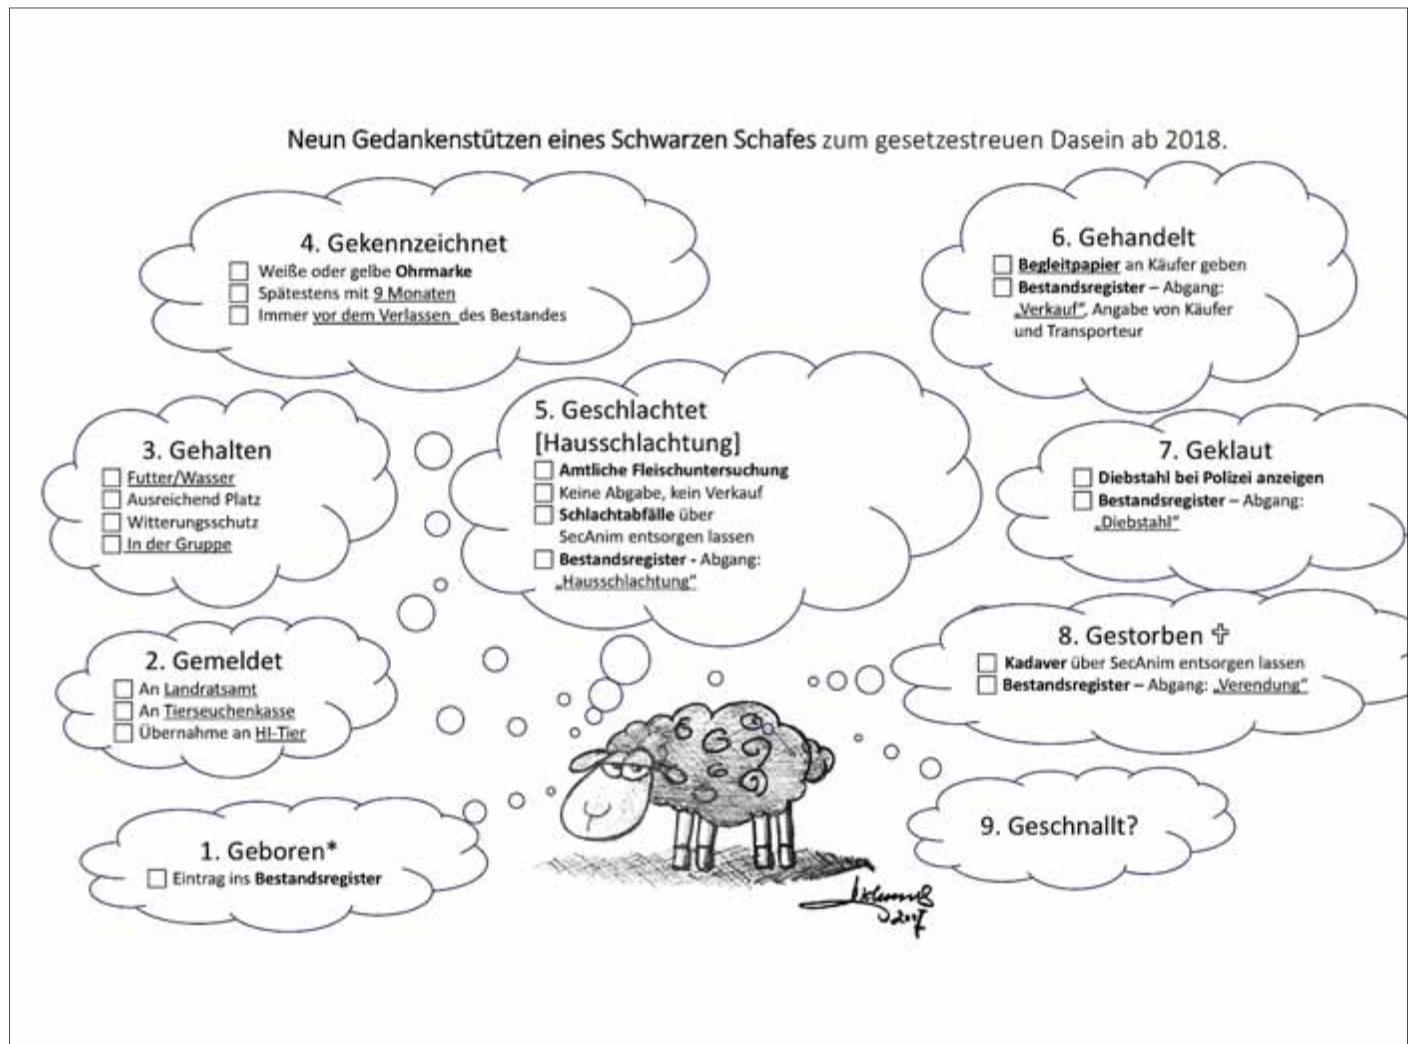 Neun Gedankenstützen eines Schwarzen Schafes zum gesetzestreuen Dasein ab 2018.
4. Gekennzeichnet
Weiße oder gelbe Ohrmarke
Spätestens mit 9 Monaten
Immer vor dem Verlassen des Bestandes
6. Gehandelt
Begleitpapier an Käufer geben
Bestandsregister – Abgang:
„Verkauf“, Angabe von Käufer
und Transporteur
3. Gehalten
Futter/Wasser
Ausreichend Platz
Witterungsschutz
In der Gruppe
5. Geschlachtet
[Hausschlachtung]
Amtliche Fleischuntersuchung
Keine Abgabe, kein Verkauf
Schlachtabfälle über
SecAnim entsorgen lassen
Bestandsregister - Abgang:
„Hausschlachtung“
7. Geklaut
Diebstahl bei Polizei anzeigen
Bestandsregister – Abgang:
„Diebstahl“
2. Gemeldet
An Landratsamt
An Tierseuchenkasse
Übernahme an HI-Tier
8. Gestorben ✞
Kadaver über SecAnim entsorgen lassen
Bestandsregister – Abgang: „Verendung“
1. Geboren*
Eintrag ins Bestandsregister
9. Geschnallt?
2017